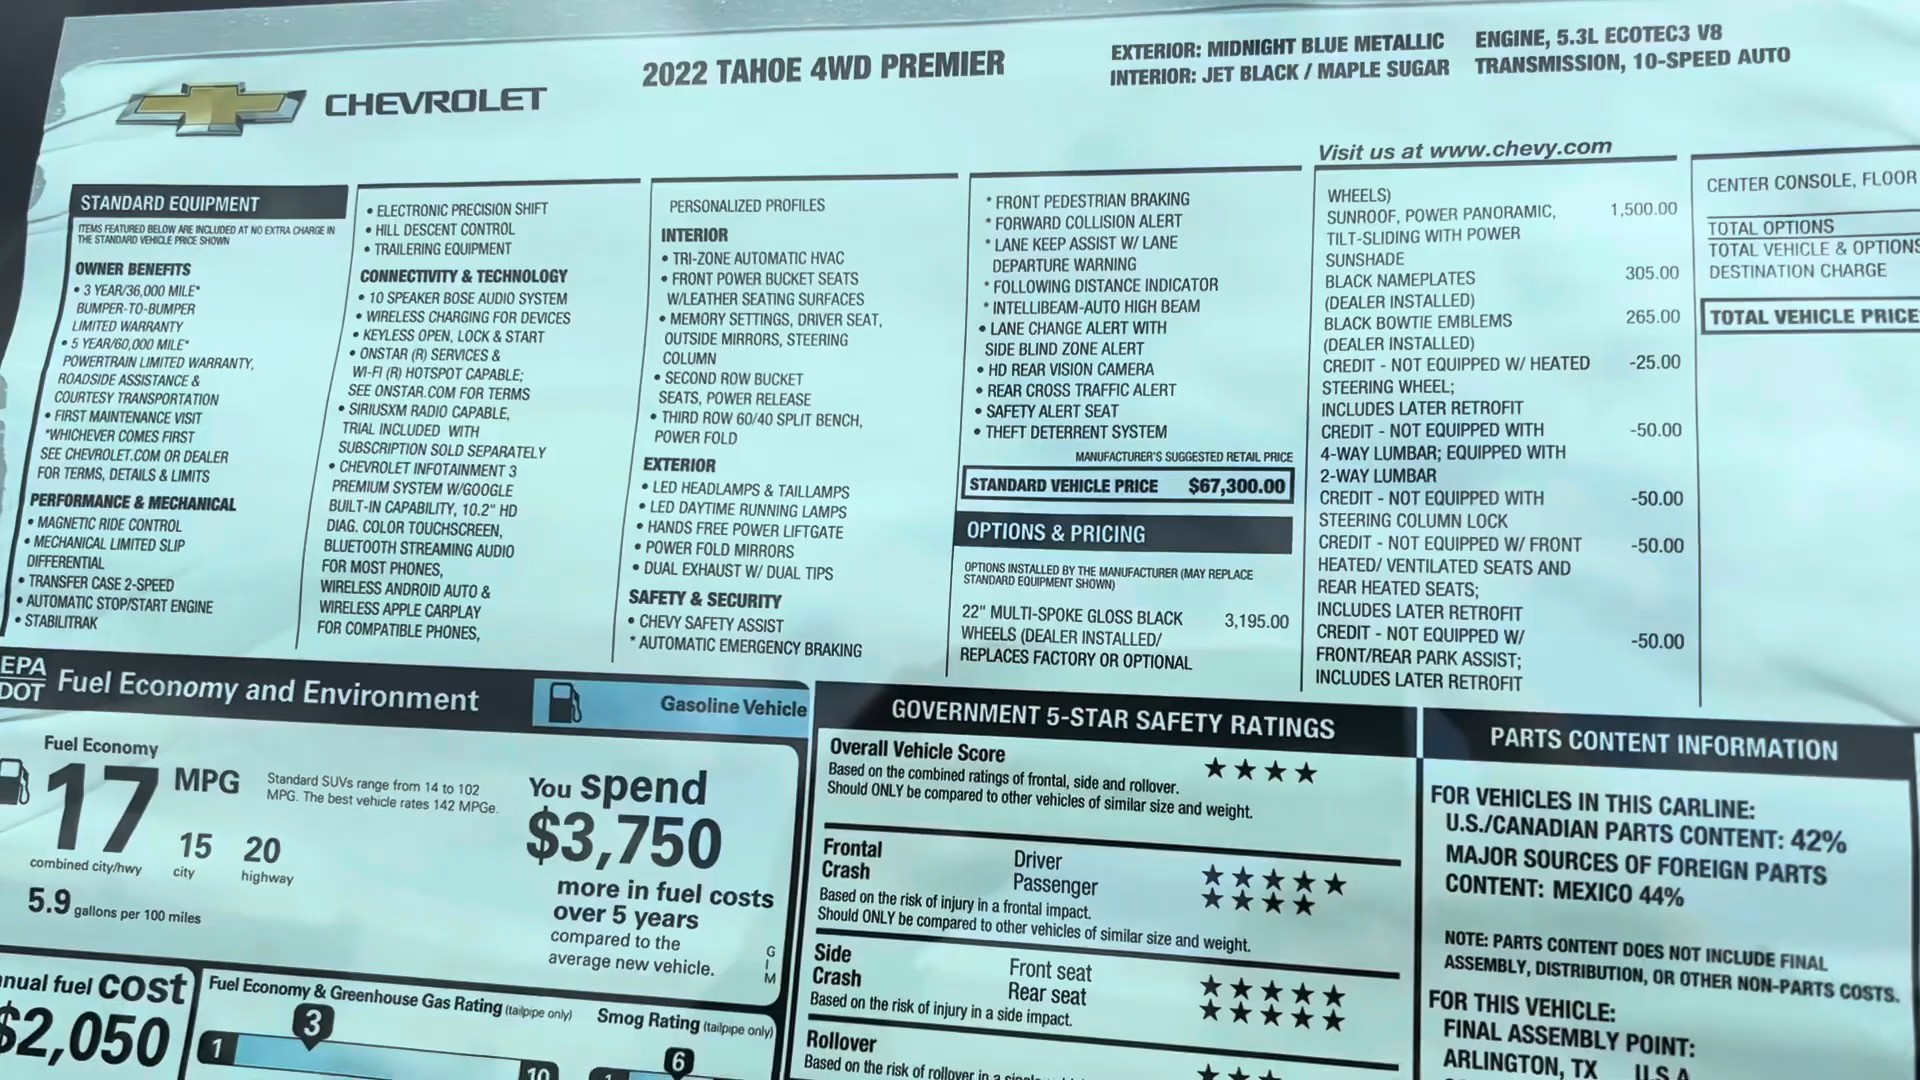 CHEVROLET
2022 TAHOE 4WD PREMIER
EXTERIOR: MIDNIGHT BLUE METALLIC
INTERIOR: JET BLACK / MAPLE SUGAR
ENGINE, 5.3L ECOTEC3 V8
TRANSMISSION, 10-SPEED AUTO
Visit us at www.chevy.com
STANDARD EQUIPMENT
ITEMS FEATURED BELOW ARE INCLUDED AT NO EXTRA CHARGE IN
THE STANDARD VEHICLE PRICE SHOWN
OWNER BENEFITS
• 3 YEAR/36,000 MILE*
BUMPER-TO-BUMPER
LIMITED WARRANTY
• 5 YEAR/60,000 MILE*
POWERTRAIN LIMITED WARRANTY,
ROADSIDE ASSISTANCE &
COURTESY TRANSPORTATION
• FIRST MAINTENANCE VISIT
*WHICHEVER COMES FIRST
SEE CHEVROLET.COM OR DEALER
FOR TERMS, DETAILS & LIMITS
PERFORMANCE & MECHANICAL
• MAGNETIC RIDE CONTROL
• MECHANICAL LIMITED SLIP
DIFFERENTIAL
• TRANSFER CASE 2-SPEED
• AUTOMATIC STOP/START ENGINE
• STABILITRAK
• ELECTRONIC PRECISION SHIFT
• HILL DESCENT CONTROL
• TRAILERING EQUIPMENT
CONNECTIVITY & TECHNOLOGY
• 10 SPEAKER BOSE AUDIO SYSTEM
• WIRELESS CHARGING FOR DEVICES
• KEYLESS OPEN, LOCK & START
• ONSTAR (R) SERVICES &
WI-FI (R) HOTSPOT CAPABLE;
SEE ONSTAR.COM FOR TERMS
• SIRIUSXM RADIO CAPABLE,
TRIAL INCLUDED WITH
SUBSCRIPTION SOLD SEPARATELY
• CHEVROLET INFOTAINMENT 3
PREMIUM SYSTEM W/GOOGLE
BUILT-IN CAPABILITY, 10.2" HD
DIAG. COLOR TOUCHSCREEN,
BLUETOOTH STREAMING AUDIO
FOR MOST PHONES,
WIRELESS ANDROID AUTO &
WIRELESS APPLE CARPLAY
FOR COMPATIBLE PHONES,
PERSONALIZED PROFILES
INTERIOR
• TRI-ZONE AUTOMATIC HVAC
• FRONT POWER BUCKET SEATS
W/LEATHER SEATING SURFACES
• MEMORY SETTINGS, DRIVER SEAT,
OUTSIDE MIRRORS, STEERING
COLUMN
• SECOND ROW BUCKET
SEATS, POWER RELEASE
• THIRD ROW 60/40 SPLIT BENCH,
POWER FOLD
EXTERIOR
• LED HEADLAMPS & TAILLAMPS
• LED DAYTIME RUNNING LAMPS
• HANDS FREE POWER LIFTGATE
• POWER FOLD MIRRORS
• DUAL EXHAUST W/ DUAL TIPS
SAFETY & SECURITY
• CHEVY SAFETY ASSIST
* AUTOMATIC EMERGENCY BRAKING
* FRONT PEDESTRIAN BRAKING
* FORWARD COLLISION ALERT
* LANE KEEP ASSIST W/ LANE
DEPARTURE WARNING
* FOLLOWING DISTANCE INDICATOR
* INTELLIBEAM-AUTO HIGH BEAM
• LANE CHANGE ALERT WITH
SIDE BLIND ZONE ALERT
• HD REAR VISION CAMERA
• REAR CROSS TRAFFIC ALERT
• SAFETY ALERT SEAT
• THEFT DETERRENT SYSTEM
MANUFACTURER'S SUGGESTED RETAIL PRICE
STANDARD VEHICLE PRICE $67,300.00
OPTIONS & PRICING
OPTIONS INSTALLED BY THE MANUFACTURER (MAY REPLACE
STANDARD EQUIPMENT SHOWN)
22" MULTI-SPOKE GLOSS BLACK 3,195.00
WHEELS (DEALER INSTALLED/
REPLACES FACTORY OR OPTIONAL
WHEELS)
SUNROOF, POWER PANORAMIC, 1,500.00
TILT-SLIDING WITH POWER
SUNSHADE
BLACK NAMEPLATES 305.00
(DEALER INSTALLED)
BLACK BOWTIE EMBLEMS 265.00
(DEALER INSTALLED)
CREDIT - NOT EQUIPPED W/ HEATED -25.00
STEERING WHEEL;
INCLUDES LATER RETROFIT
CREDIT - NOT EQUIPPED WITH -50.00
4-WAY LUMBAR; EQUIPPED WITH
2-WAY LUMBAR
CREDIT - NOT EQUIPPED WITH -50.00
STEERING COLUMN LOCK
CREDIT - NOT EQUIPPED W/ FRONT -50.00
HEATED/ VENTILATED SEATS AND
REAR HEATED SEATS;
INCLUDES LATER RETROFIT
CREDIT - NOT EQUIPPED W/ -50.00
FRONT/REAR PARK ASSIST;
INCLUDES LATER RETROFIT
CENTER CONSOLE, FLOOR
TOTAL OPTIONS
TOTAL VEHICLE & OPTIONS
DESTINATION CHARGE
TOTAL VEHICLE PRICE
EPA
DOT
Fuel Economy and Environment
Gasoline Vehicle
Fuel Economy
17 MPG
combined city/hwy
15
city
20
highway
5.9 gallons per 100 miles
Standard SUVs range from 14 to 102
MPG. The best vehicle rates 142 MPGe.
You spend
$3,750
more in fuel costs
over 5 years
compared to the
average new vehicle.
G
I
M
nual fuel cost
$2,050
Fuel Economy & Greenhouse Gas Rating (tailpipe only)
3
1
10
Smog Rating (tailpipe only)
6
1
GOVERNMENT 5-STAR SAFETY RATINGS
Overall Vehicle Score ★★★★
Based on the combined ratings of frontal, side and rollover.
Should ONLY be compared to other vehicles of similar size and weight.
Frontal
Crash
Driver ★★★★★
Passenger ★★★★
Based on the risk of injury in a frontal impact.
Should ONLY be compared to other vehicles of similar size and weight.
Side
Crash
Front seat ★★★★★
Rear seat ★★★★★
Based on the risk of injury in a side impact.
Rollover ★★★
Based on the risk of rollover in a
PARTS CONTENT INFORMATION
FOR VEHICLES IN THIS CARLINE:
U.S./CANADIAN PARTS CONTENT: 42%
MAJOR SOURCES OF FOREIGN PARTS
CONTENT: MEXICO 44%
NOTE: PARTS CONTENT DOES NOT INCLUDE FINAL
ASSEMBLY, DISTRIBUTION, OR OTHER NON-PARTS COSTS.
FOR THIS VEHICLE:
FINAL ASSEMBLY POINT:
ARLINGTON, TX U.S.A